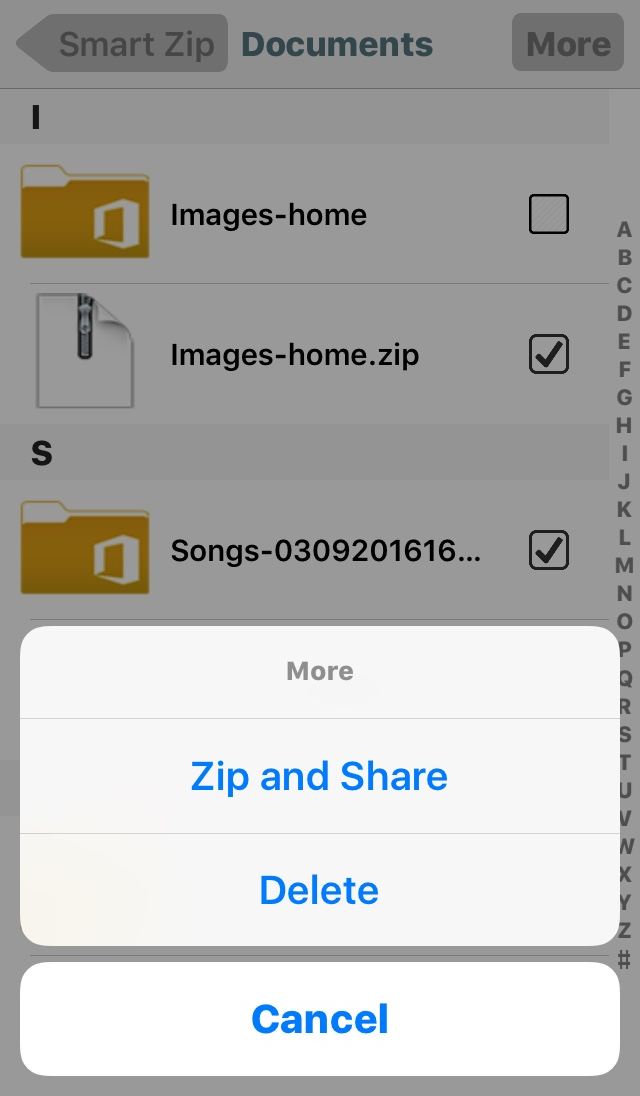 Smart Zip
Documents
More
I
Images-home
Images-home.zip
S
Songs-0309201616...
A
B
C
D
E
F
G
H
I
J
K
L
M
N
O
P
Q
R
S
T
U
V
W
X
Y
Z
#
More
Zip and Share
Delete
Cancel